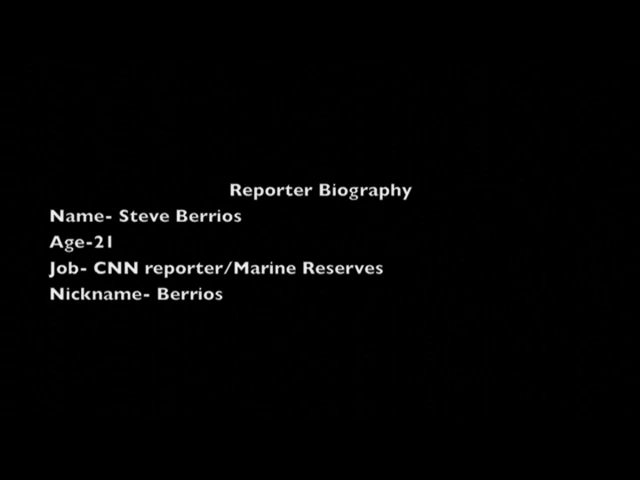 Reporter Biography
Name- Steve Berrios
Age-21
Job- CNN reporter/Marine Reserves
Nickname- Berrios